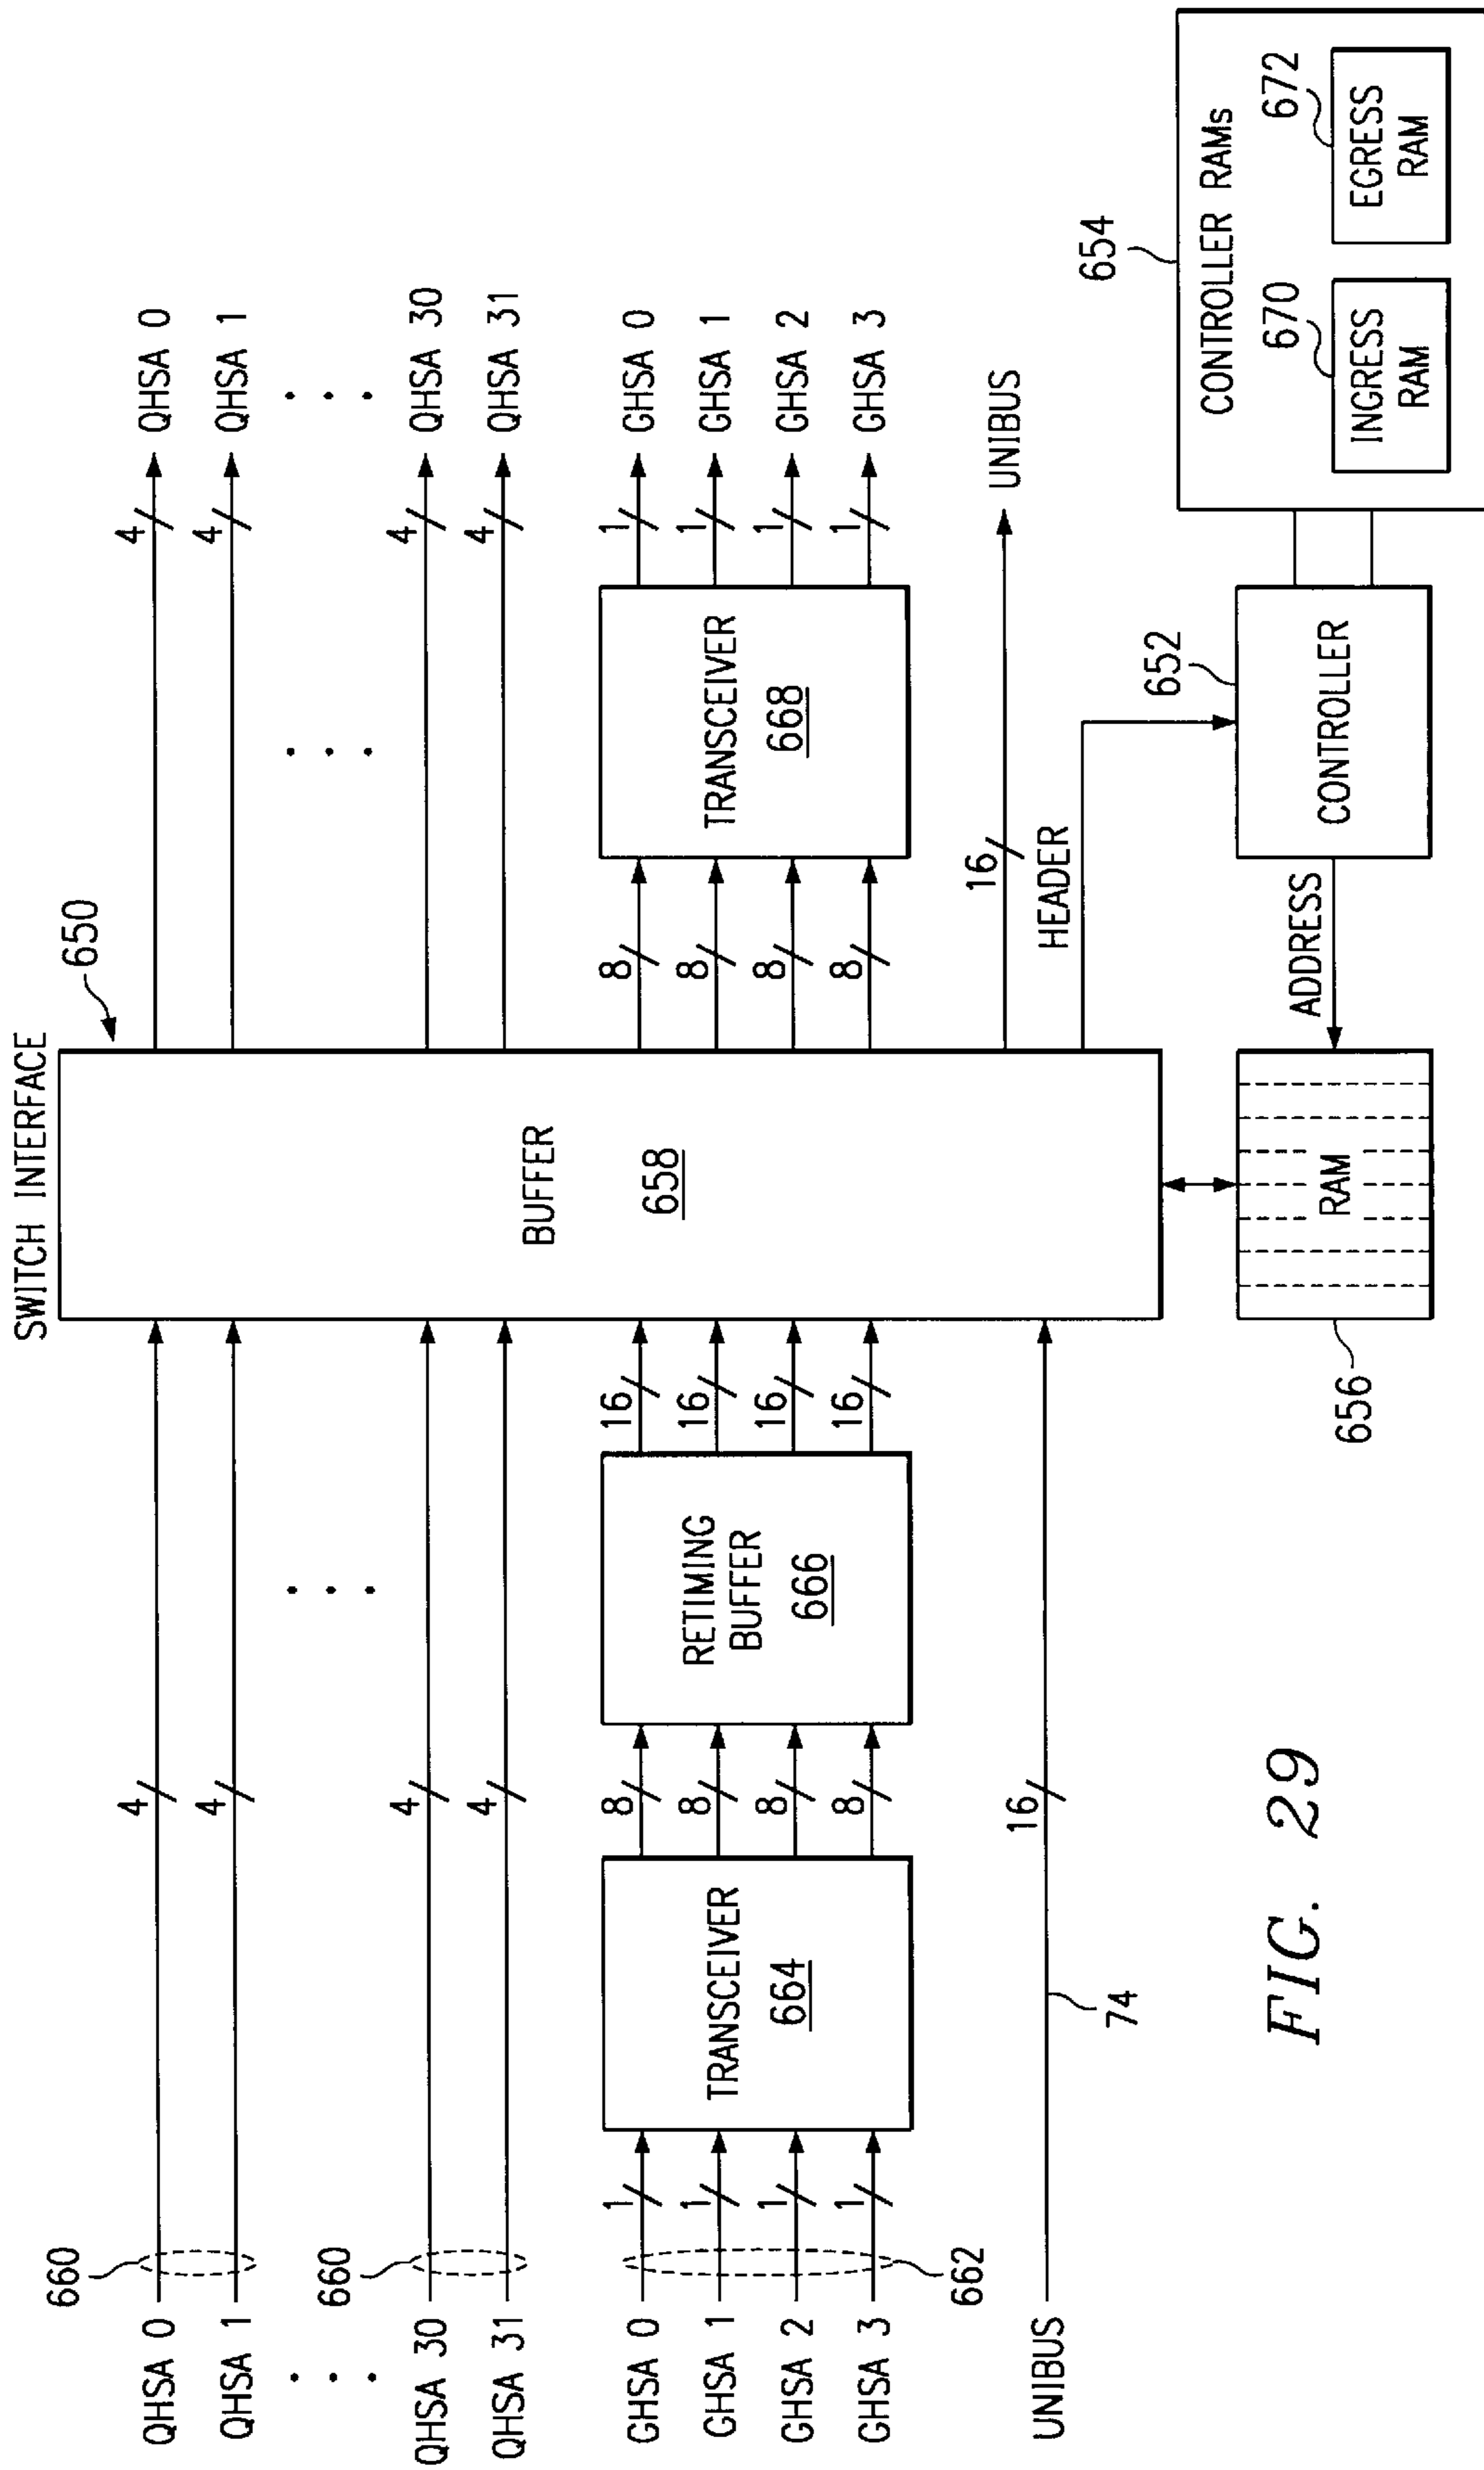 SWITCH INTERFACE
650
660
QHSA 0
4
4
QHSA 0
QHSA 1
4
4
QHSA 1
660
QHSA 30
4
4
QHSA 30
QHSA 31
4
4
QHSA 31
BUFFER
658
GHSA 0
1
8
16
8
1
GHSA 0
GHSA 1
1
8
16
8
1
GHSA 1
GHSA 2
1
8
16
8
1
GHSA 2
GHSA 3
1
8
16
8
1
GHSA 3
662
TRANSCEIVER
664
RETIMING
BUFFER
666
TRANSCEIVER
668
UNIBUS
16
74
16
UNIBUS
HEADER
652
CONTROLLER
ADDRESS
RAM
656
654
CONTROLLER RAMs
670
INGRESS
RAM
672
EGRESS
RAM
FIG. 29